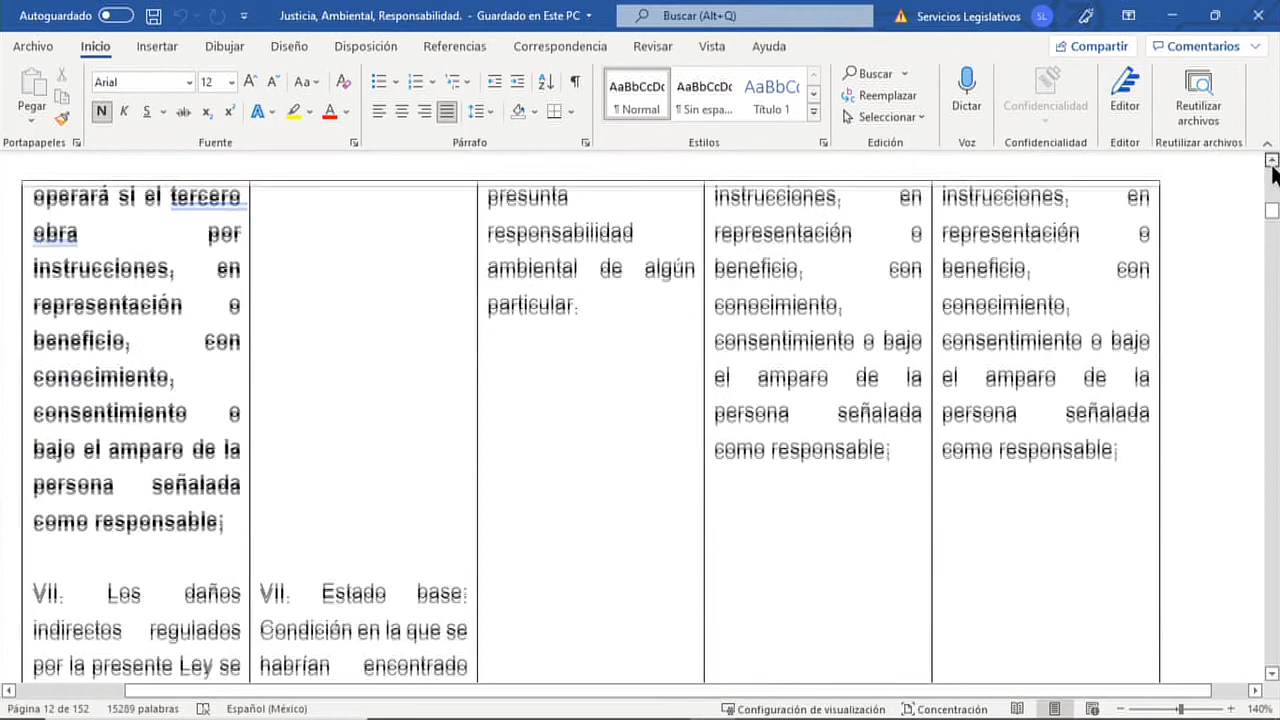 Autoguardado
Justicia, Ambiental, Responsabilidad. - Guardado en Este PC
Buscar (Alt+Q)
Servicios Legislativos
SL
Archivo
Inicio
Insertar
Dibujar
Diseño
Disposición
Referencias
Correspondencia
Revisar
Vista
Ayuda
Compartir
Comentarios
Pegar
Portapapeles
Arial
12
N K S ab x₂ x²
Aa
Fuente
Párrafo
AaBbCcDc
¶ Normal
AaBbCcDc
¶ Sin espa...
AaBbCc
Título 1
Estilos
Buscar
Reemplazar
Seleccionar
Edición
Dictar
Voz
Confidencialidad
Confidencialidad
Editor
Editor
Reutilizar
archivos
Reutilizar archivos
operará si el tercero
obra por
instrucciones, en
representación o
beneficio, con
conocimiento,
consentimiento o
bajo el amparo de la
persona señalada
como responsable;
VII. Los daños
indirectos regulados
por la presente Ley se
VII. Estado base:
Condición en la que se
habrían encontrado
presunta
responsabilidad
ambiental de algún
particular.
instrucciones, en
representación o
beneficio, con
conocimiento,
consentimiento o bajo
el amparo de la
persona señalada
como responsable;
instrucciones, en
representación o
beneficio, con
conocimiento,
consentimiento o bajo
el amparo de la
persona señalada
como responsable;
Página 12 de 152
15289 palabras
Español (México)
Configuración de visualización
Concentración
140%